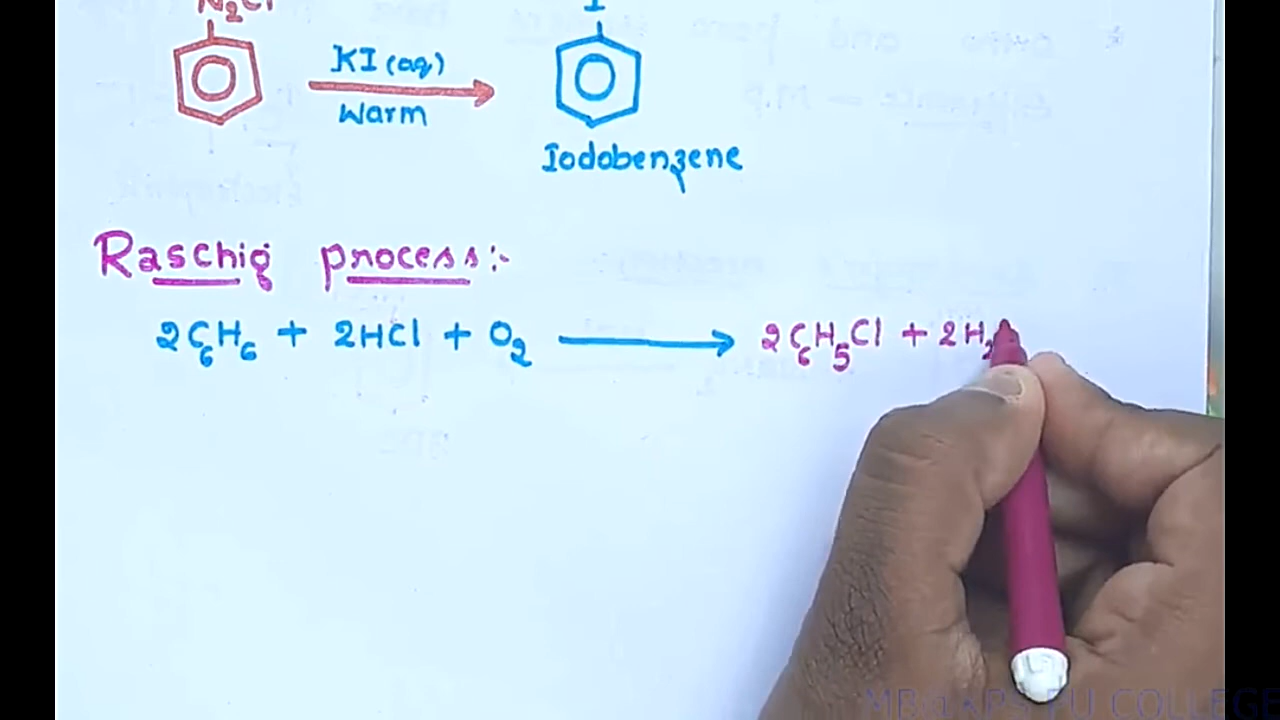 N₂Cl
I
KI (aq)
Warm
Iodobenzene
Raschig process:-
2C₆H₆ + 2HCl + O₂ ⟶ 2C₆H₅Cl + 2H₂